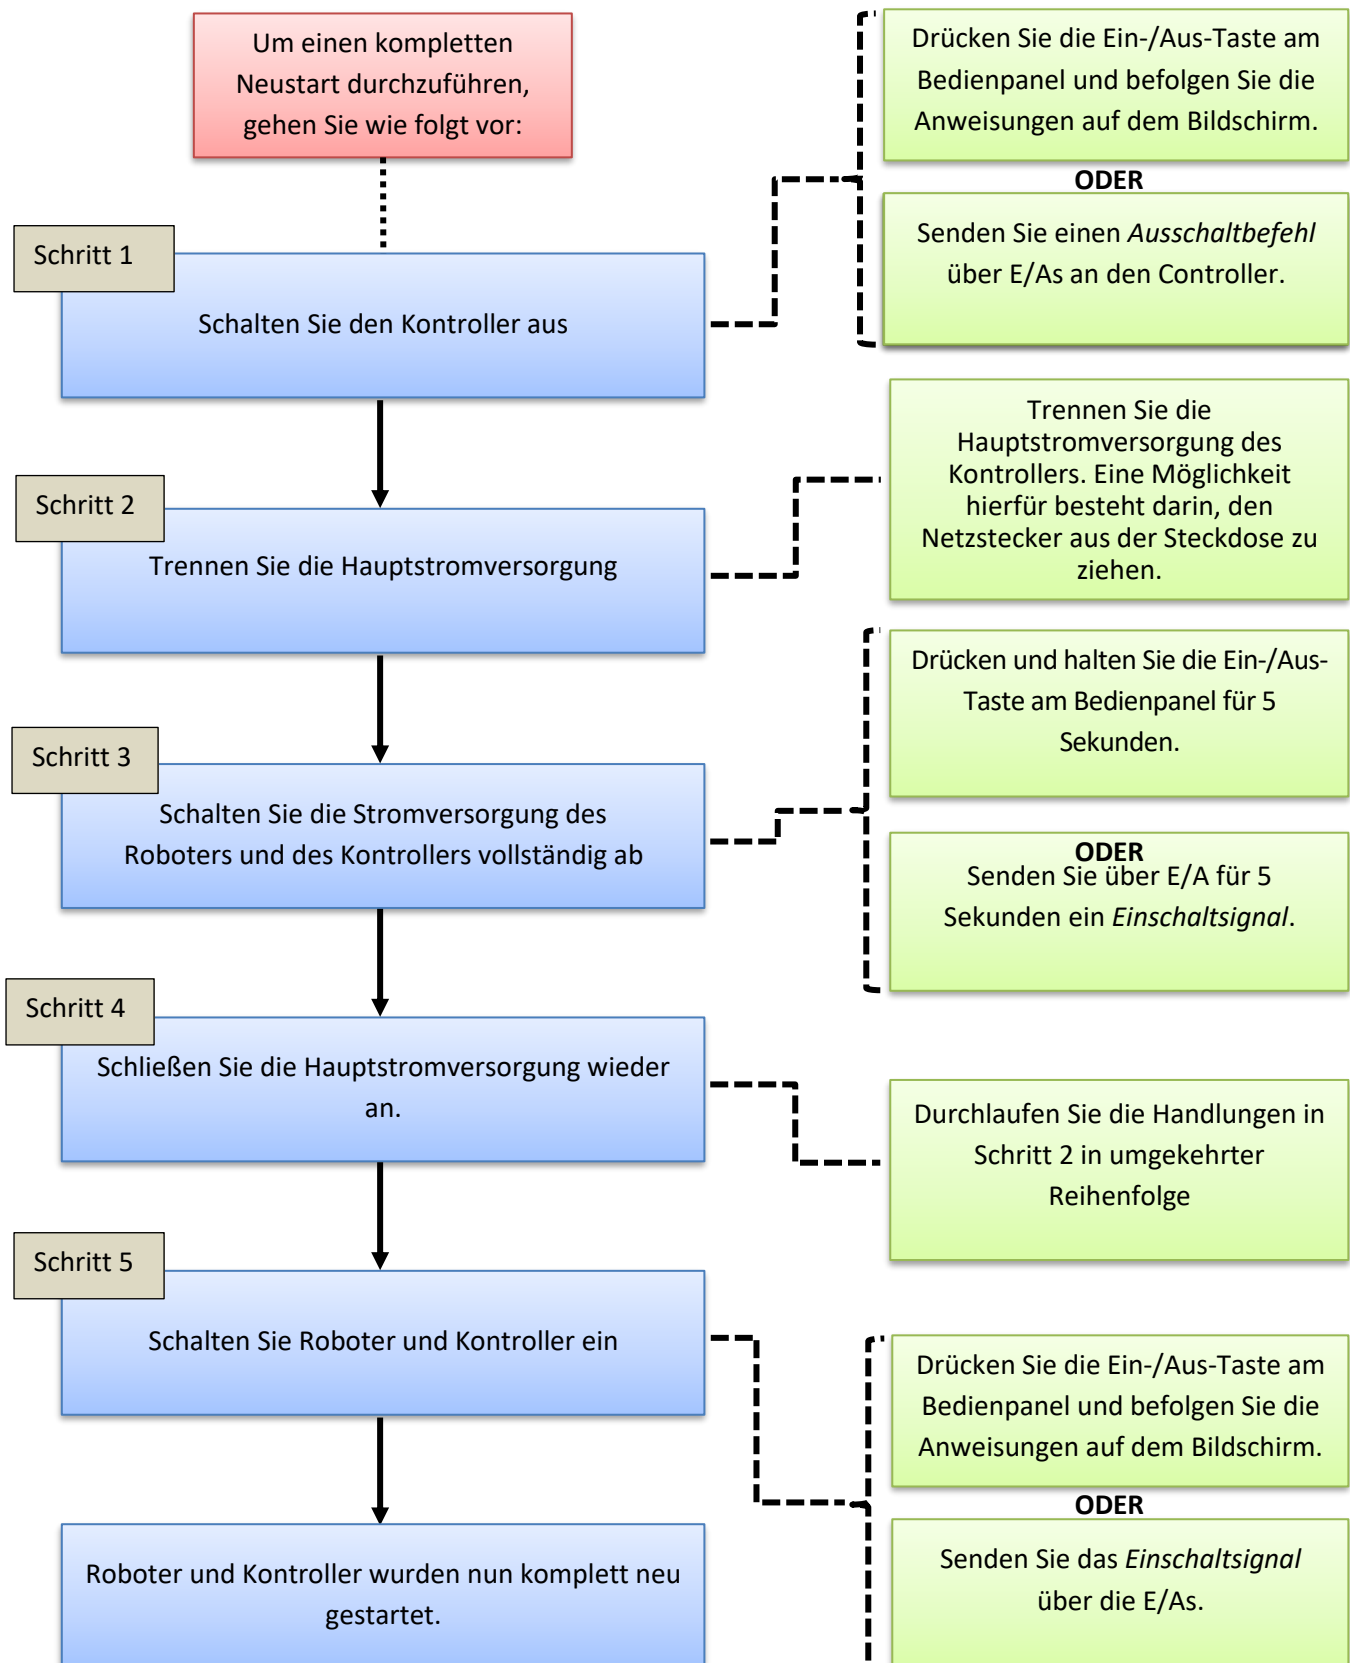 Um einen kompletten
Neustart durchzuführen,
gehen Sie wie folgt vor:
Schritt 1
Schalten Sie den Kontroller aus
Drücken Sie die Ein-/Aus-Taste am
Bedienpanel und befolgen Sie die
Anweisungen auf dem Bildschirm.
ODER
Senden Sie einen Ausschaltbefehl
über E/As an den Controller.
Schritt 2
Trennen Sie die Hauptstromversorgung
Trennen Sie die
Hauptstromversorgung des
Kontrollers. Eine Möglichkeit
hierfür besteht darin, den
Netzstecker aus der Steckdose zu
ziehen.
Schritt 3
Schalten Sie die Stromversorgung des
Roboters und des Kontrollers vollständig ab
Drücken und halten Sie die Ein-/Aus-
Taste am Bedienpanel für 5
Sekunden.
ODER
Senden Sie über E/A für 5
Sekunden ein Einschaltsignal.
Schritt 4
Schließen Sie die Hauptstromversorgung wieder
an.
Durchlaufen Sie die Handlungen in
Schritt 2 in umgekehrter
Reihenfolge
Schritt 5
Schalten Sie Roboter und Kontroller ein
Drücken Sie die Ein-/Aus-Taste am
Bedienpanel und befolgen Sie die
Anweisungen auf dem Bildschirm.
ODER
Senden Sie das Einschaltsignal
über die E/As.
Roboter und Kontroller wurden nun komplett neu
gestartet.